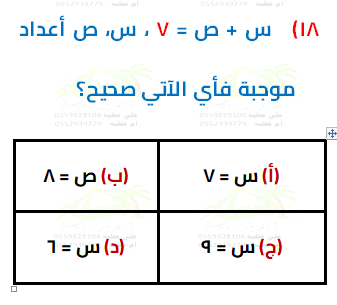 ١٨) س + ص = ٧ ، س، ص أعداد
موجبة فأي الآتي صحيح؟
(أ) س = ٧
(ب) ص = ٨
(ج) س = ٩
(د) س = ٦